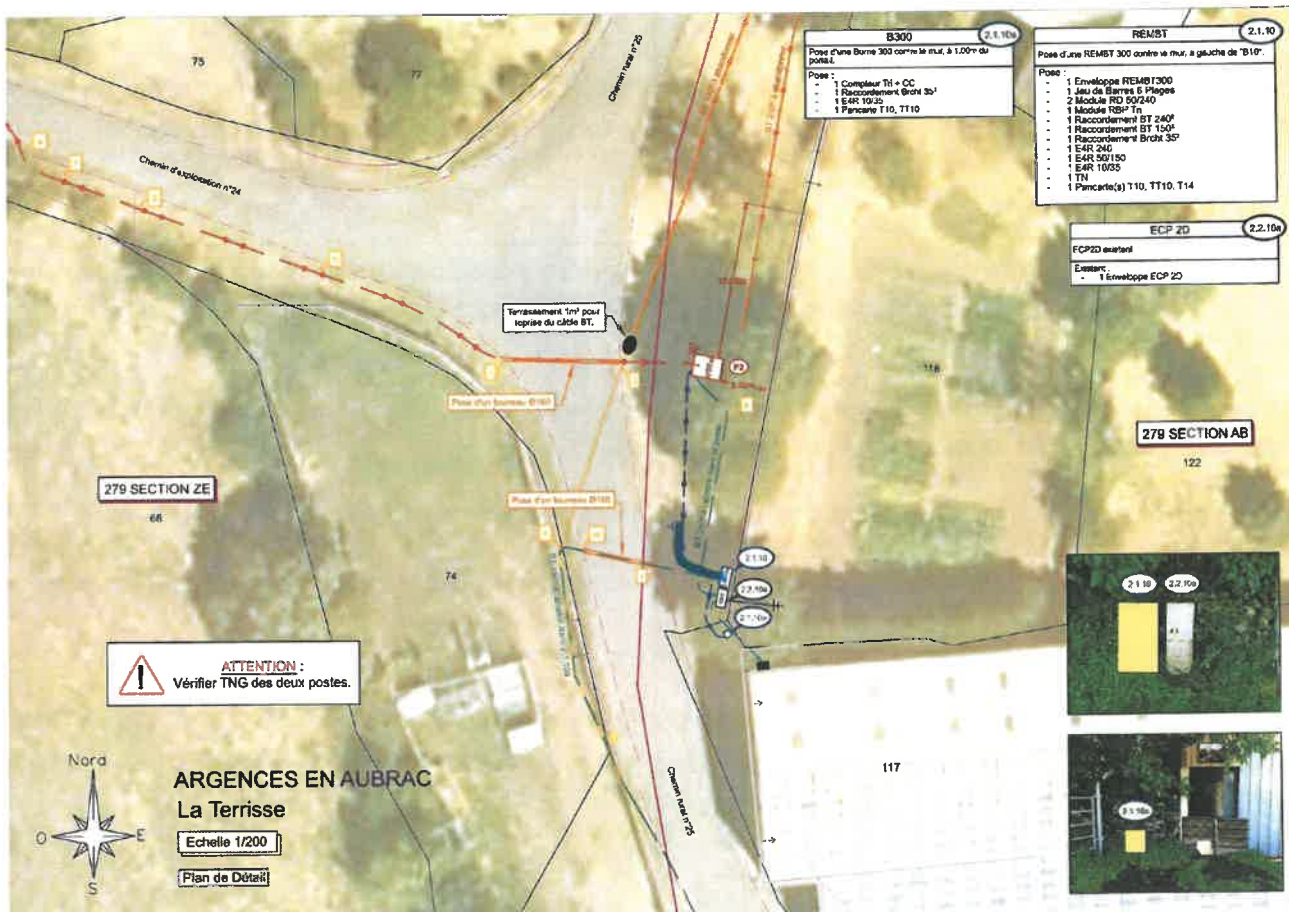 B300
2.1.10a
Pose d'une Borne 300 contre le mur, à 1.00m du
portail.
Pose :
- 1 Compteur Tri + CC
- 1 Raccordement Brcht 35²
- 1 E4R 10/35
- 1 Pancarte T10, TT10
REMBT
2.1.10
Pose d'une REMBT 300 contre le mur, à gauche de "B10".
Pose :
- 1 Enveloppe REMBT300
- 1 Jeu de Barres 6 Plages
- 2 Module RD 50/240
- 1 Module RBP Tri
- 1 Raccordement BT 240²
- 1 Raccordement BT 150²
- 1 Raccordement Brcht 35²
- 1 E4R 240
- 1 E4R 50/150
- 1 E4R 10/35
- 1 TN
- 1 Pancarte(s) T10, TT10, T14
ECP 2D
2.2.10a
ECP2D existant
Existant :
- 1 Enveloppe ECP 2D
75
77
Chemin rural n°25
Chemin d'exploitation n°24
Terrassement 1m³ pour
reprise du câble BT.
Pose d'un fourreau Ø160
P2
118
279 SECTION AB
122
279 SECTION ZE
68
Pose d'un fourreau Ø160
74
2.1.10
2.2.10a
2.1.10a
2.1.10
2.2.10a
2.1.10a
ATTENTION :
Vérifier TNG des deux postes.
117
Chemin rural n°25
Nord
O
E
S
ARGENCES EN AUBRAC
La Terrisse
Echelle 1/200
Plan de Détail